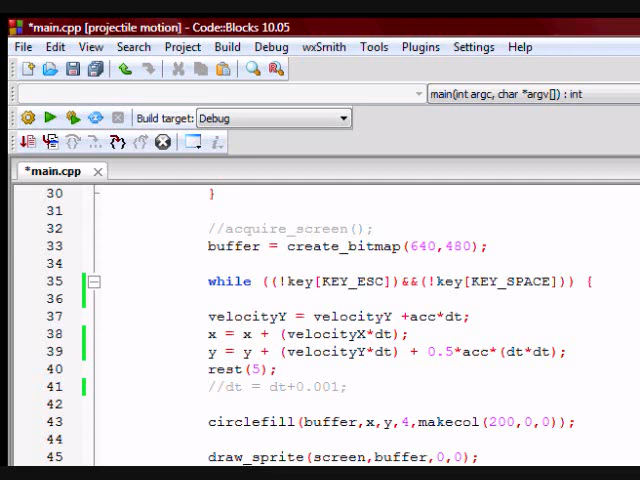 *main.cpp [projectile motion] - Code::Blocks 10.05
File Edit View Search Project Build Debug wxSmith Tools Plugins Settings Help
main(int argc, char *argv[]) : int
Build target: Debug
*main.cpp
30 }
31
32 //acquire_screen();
33 buffer = create_bitmap(640,480);
34
35 while ((!key[KEY_ESC])&&(!key[KEY_SPACE])) {
36
37 velocityY = velocityY +acc*dt;
38 x = x + (velocityX*dt);
39 y = y + (velocityY*dt) + 0.5*acc*(dt*dt);
40 rest(5);
41 //dt = dt+0.001;
42
43 circlefill(buffer,x,y,4,makecol(200,0,0));
44
45 draw_sprite(screen,buffer,0,0);